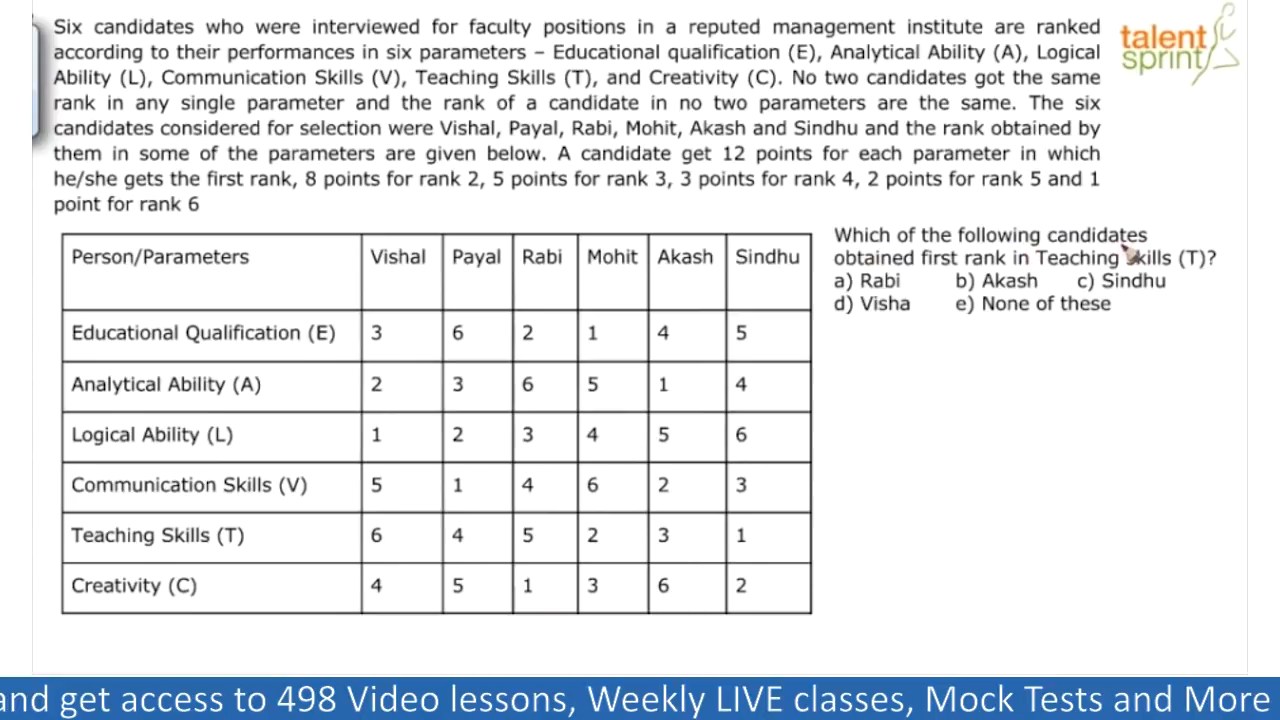 Six candidates who were interviewed for faculty positions in a reputed management institute are ranked
according to their performances in six parameters – Educational qualification (E), Analytical Ability (A), Logical
Ability (L), Communication Skills (V), Teaching Skills (T), and Creativity (C). No two candidates got the same
rank in any single parameter and the rank of a candidate in no two parameters are the same. The six
candidates considered for selection were Vishal, Payal, Rabi, Mohit, Akash and Sindhu and the rank obtained by
them in some of the parameters are given below. A candidate get 12 points for each parameter in which
he/she gets the first rank, 8 points for rank 2, 5 points for rank 3, 3 points for rank 4, 2 points for rank 5 and 1
point for rank 6
talent
sprint
Person/Parameters Vishal Payal Rabi Mohit Akash Sindhu
Educational Qualification (E) 3 6 2 1 4 5
Analytical Ability (A) 2 3 6 5 1 4
Logical Ability (L) 1 2 3 4 5 6
Communication Skills (V) 5 1 4 6 2 3
Teaching Skills (T) 6 4 5 2 3 1
Creativity (C) 4 5 1 3 6 2
Which of the following candidates
obtained first rank in Teaching Skills (T)?
a) Rabi b) Akash c) Sindhu
d) Visha e) None of these
and get access to 498 Video lessons, Weekly LIVE classes, Mock Tests and More